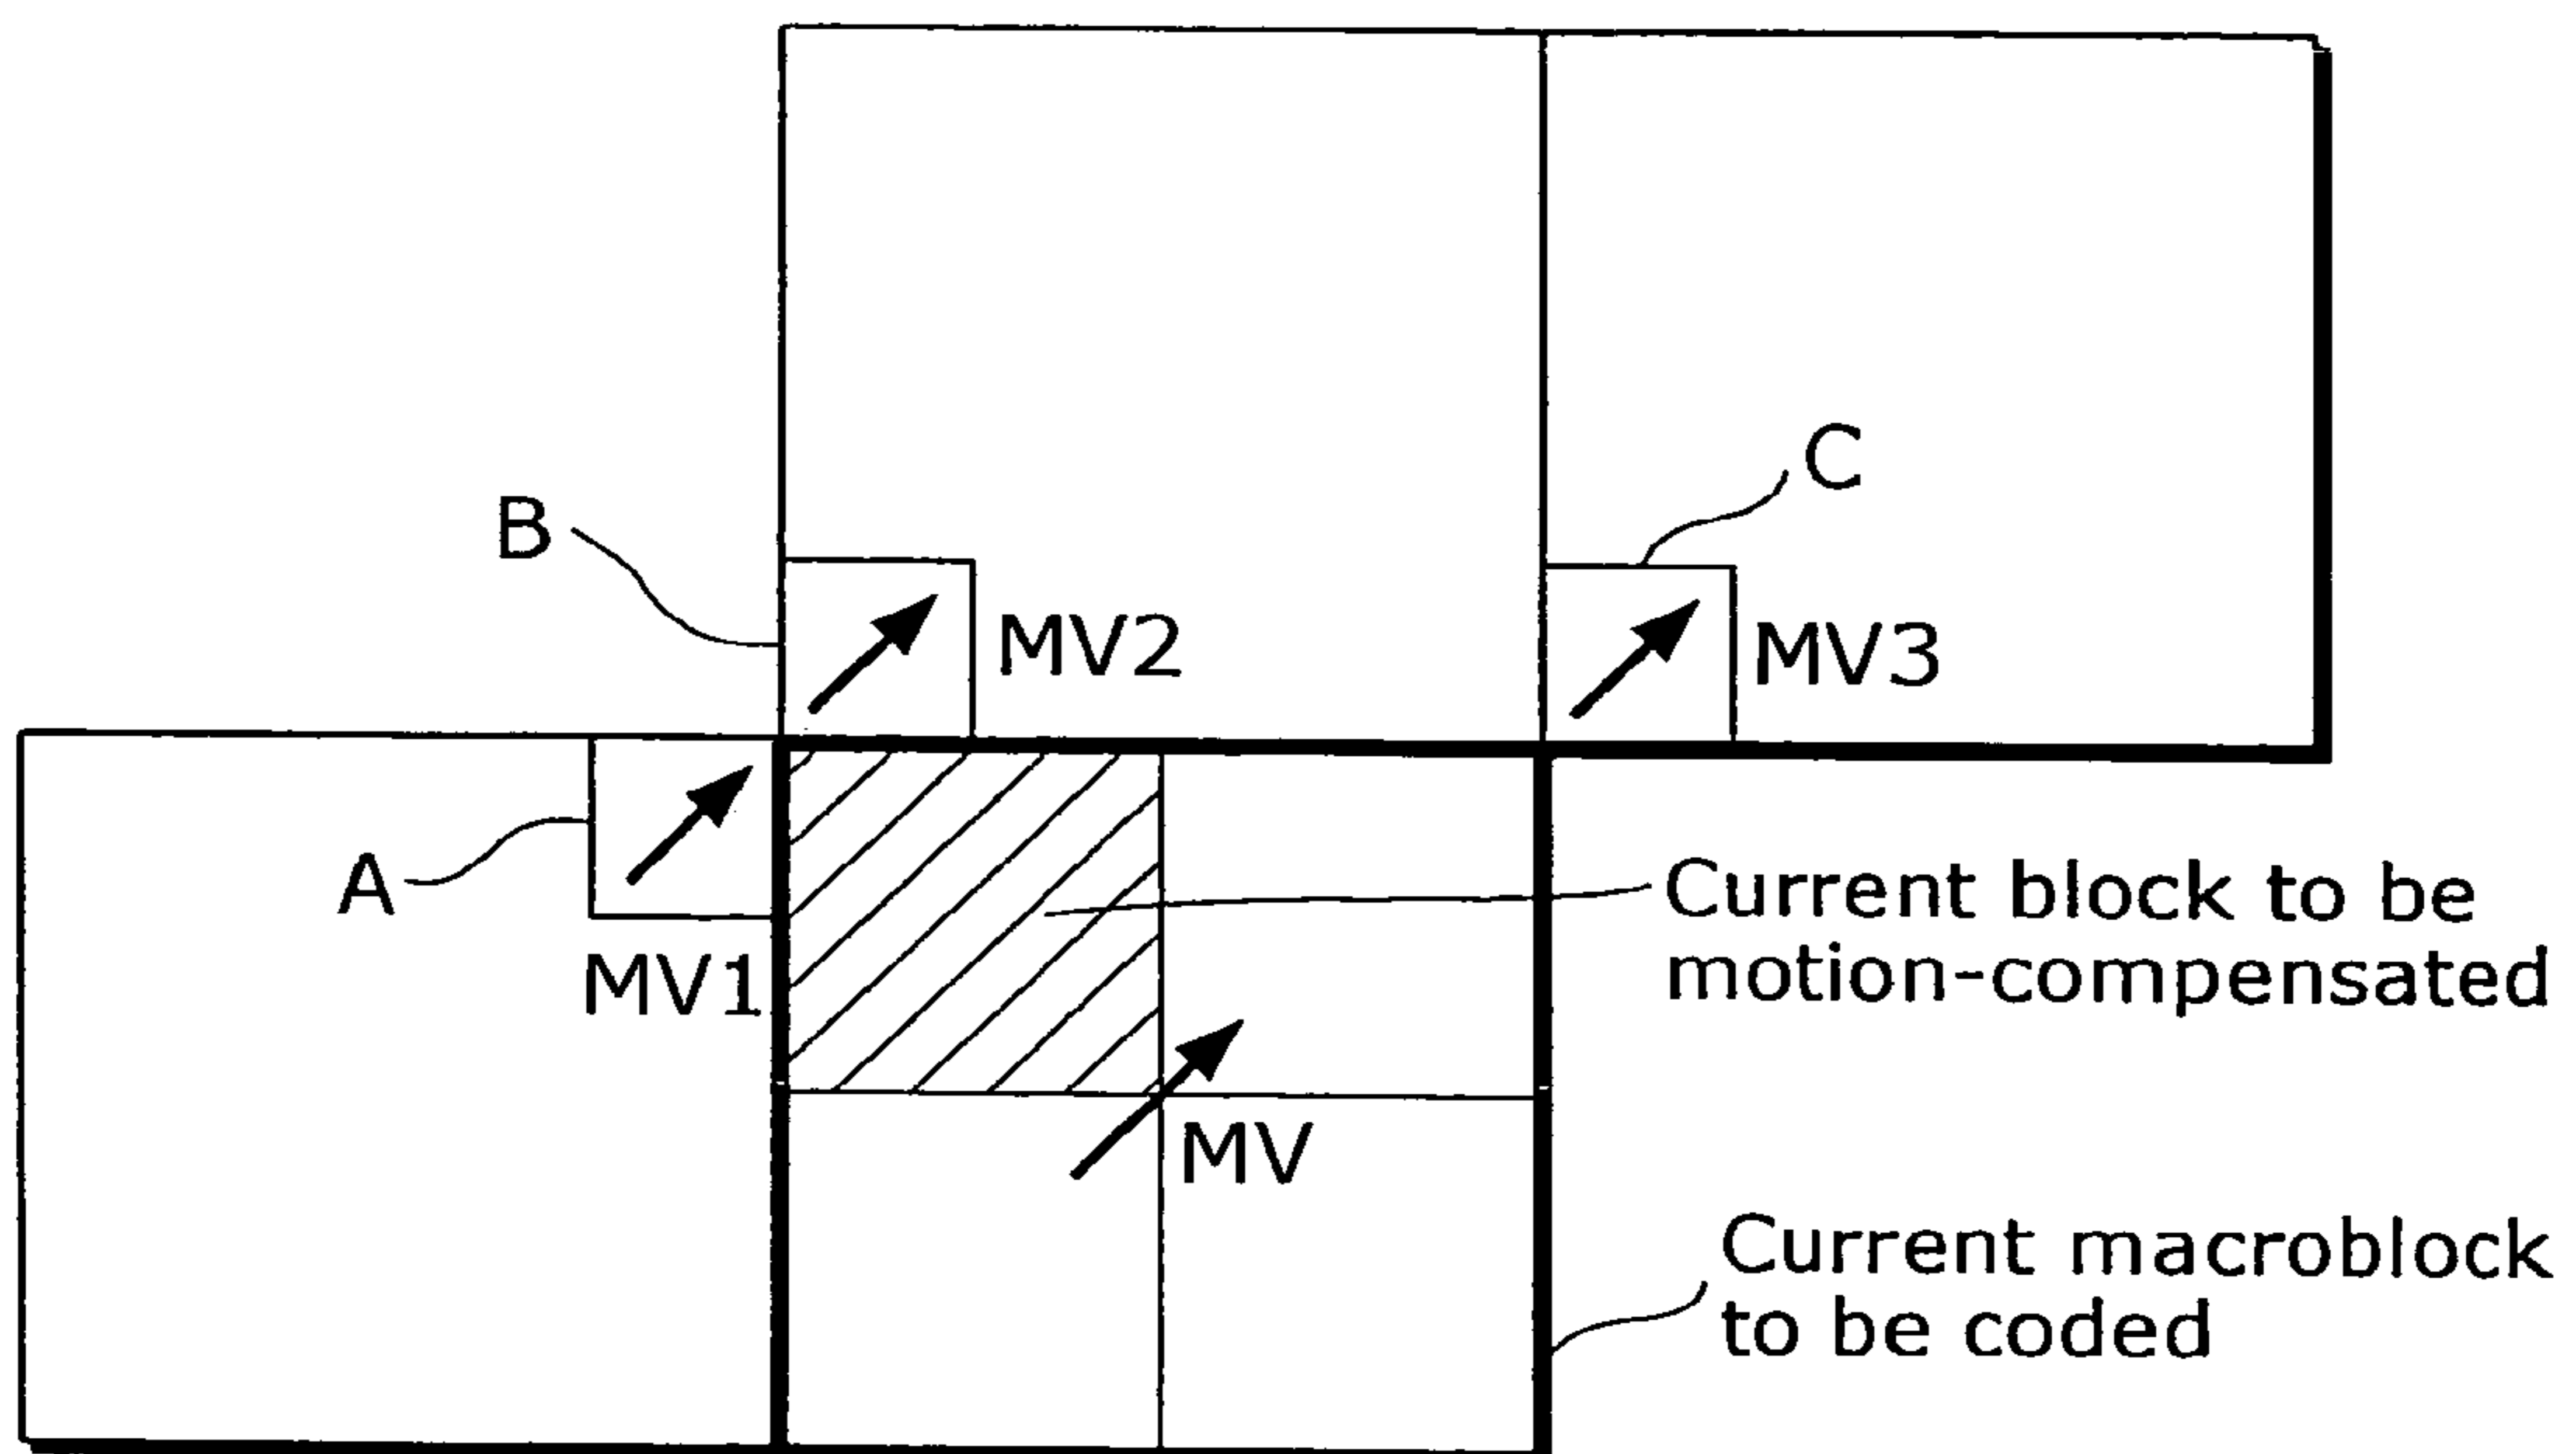 C
B
MV2
MV3
A
Current block to be
motion-compensated
MV1
MV
Current macroblock
to be coded